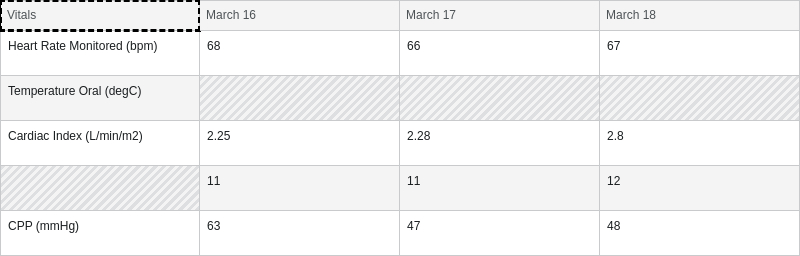 Vitals March 16 March 17 March 18
Heart Rate Monitored (bpm) 68 66 67
Temperature Oral (degC)
Cardiac Index (L/min/m2) 2.25 2.28 2.8
11 11 12
CPP (mmHg) 63 47 48